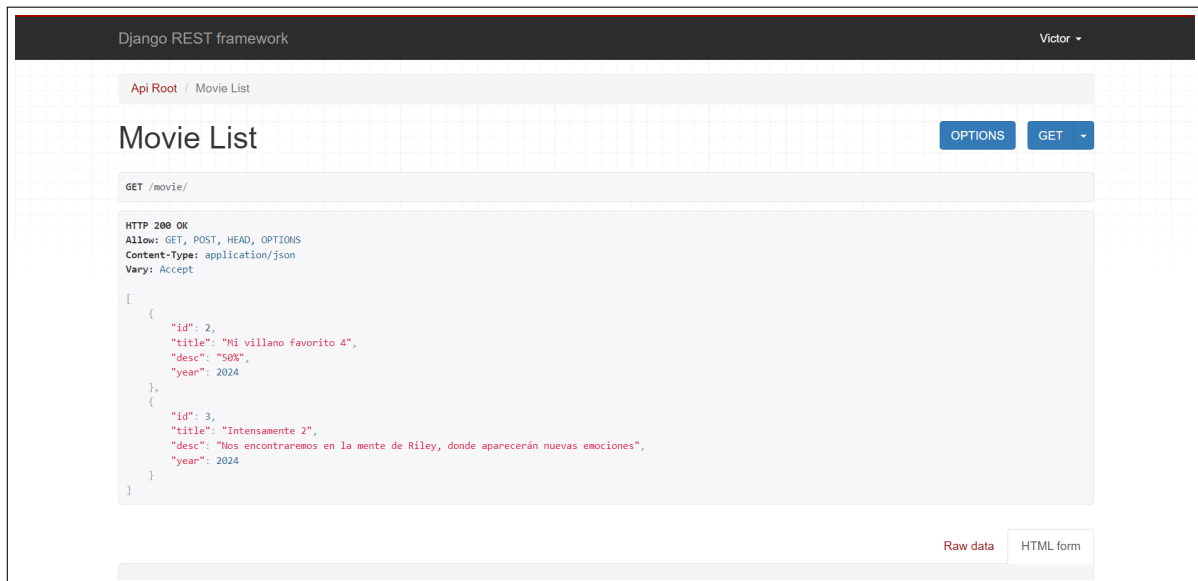 Django REST framework
Victor
Api Root / Movie List
Movie List
OPTIONS
GET
GET /movie/
HTTP 200 OK
Allow: GET, POST, HEAD, OPTIONS
Content-Type: application/json
Vary: Accept
[
    {
        "id": 2,
        "title": "Mi villano favorito 4",
        "desc": "50%",
        "year": 2024
    },
    {
        "id": 3,
        "title": "Intensamente 2",
        "desc": "Nos encontraremos en la mente de Riley, donde aparecerán nuevas emociones",
        "year": 2024
    }
]
Raw data
HTML form